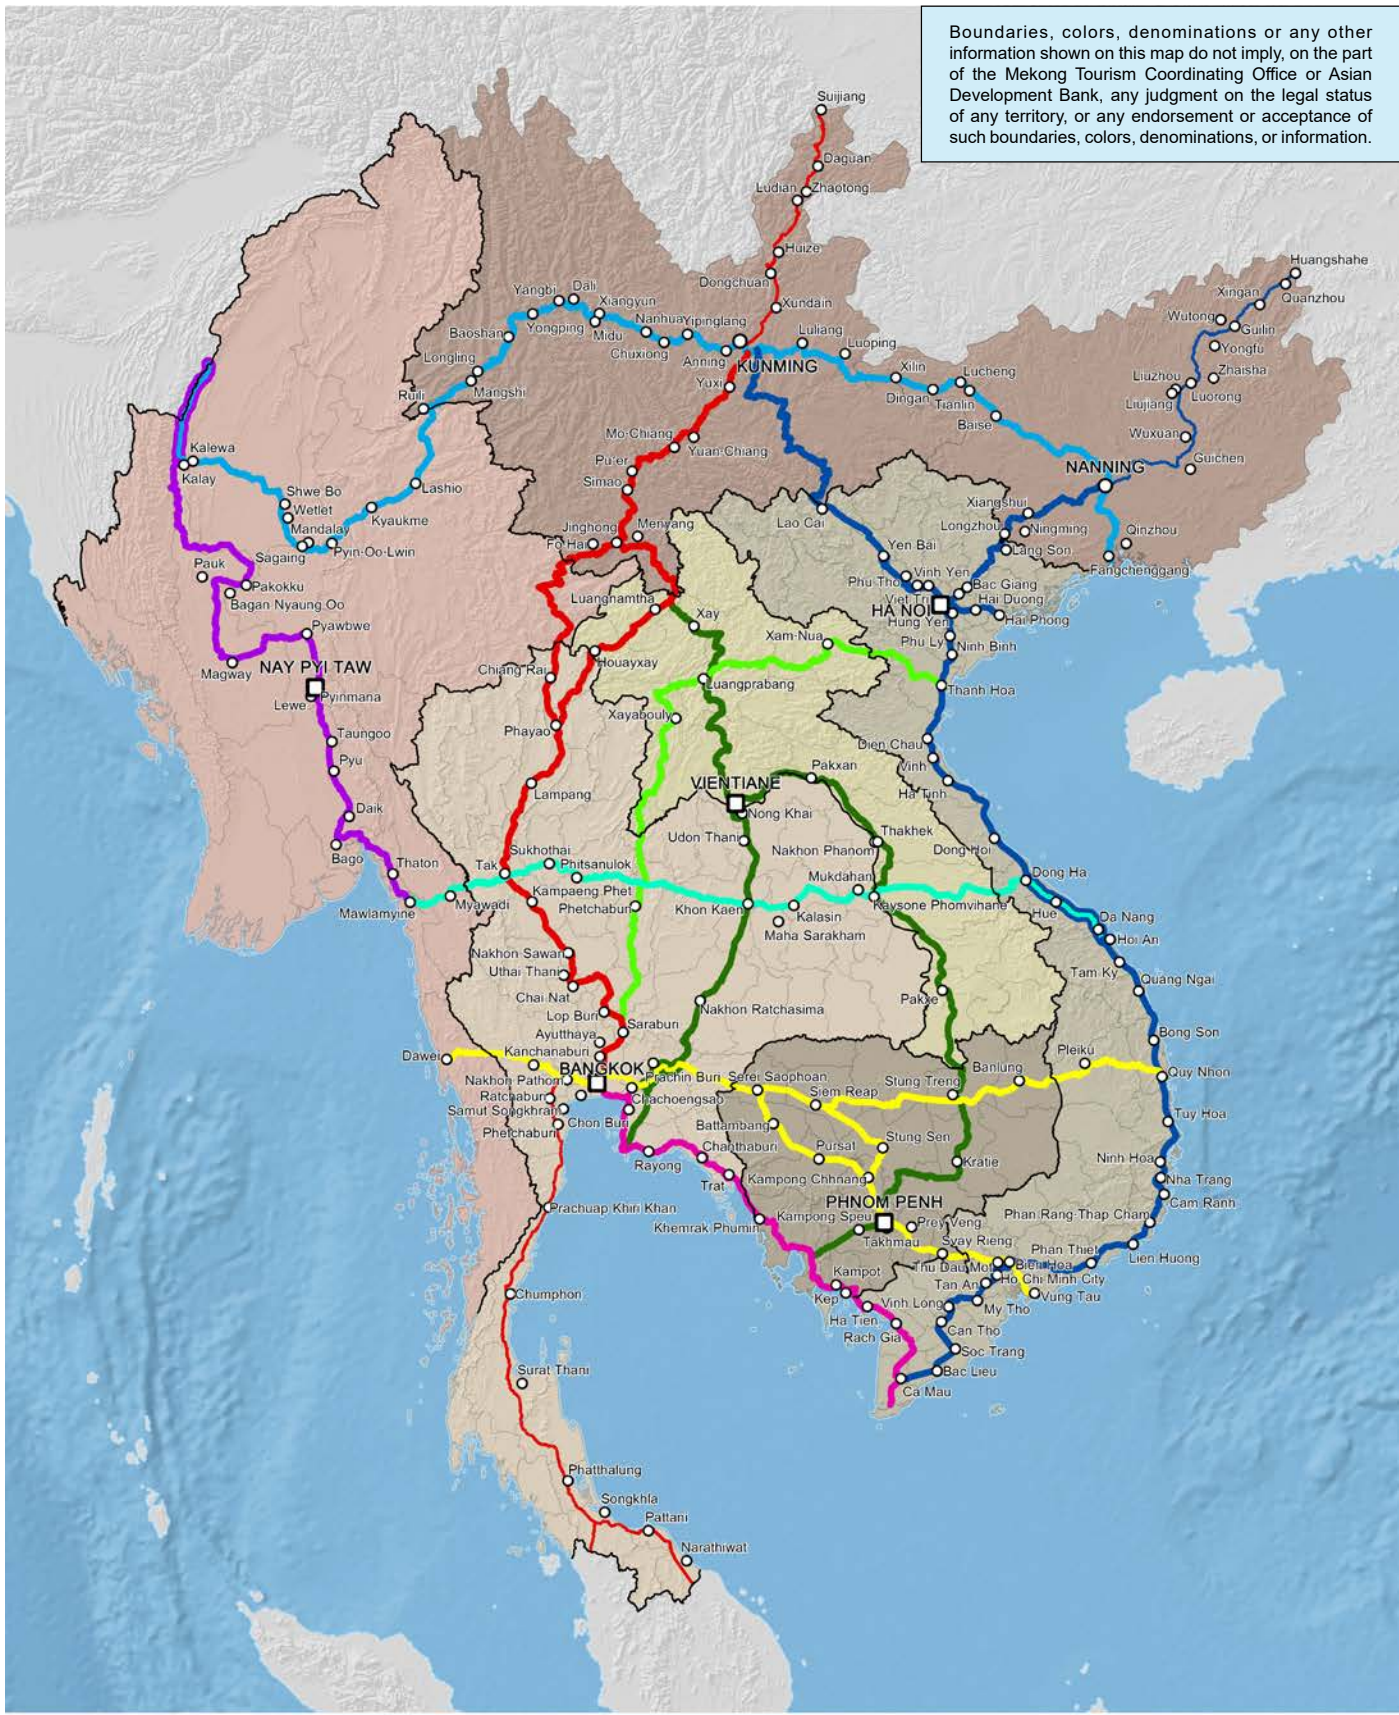 Boundaries, colors, denominations or any other
information shown on this map do not imply, on the part
of the Mekong Tourism Coordinating Office or Asian
Development Bank, any judgment on the legal status
of any territory, or any endorsement or acceptance of
such boundaries, colors, denominations, or information.
Suijiang
Daguan
Ludian
Zhaotong
Huize
Dongchuan
Xundain
Huangshahe
Quanzhou
Xingan
Wutong
Guilin
Yongfu
Zhaisha
Liuzhou
Luorong
Liujiang
Wuxuan
Guichen
Yangbi
Dali
Xiangyun
Yongping
Midu
Nanhua
Yipinglang
Baoshan
Chuxiong
Anning
KUNMING
Luliang
Luoping
Longling
Mangshi
Ruili
Yuxi
Xilin
Dingan
Lucheng
Tianlin
Baise
NANNING
Mo-Chiang
Yuan-Chiang
Pu'er
Simao
Kalewa
Kalay
Shwe Bo
Wetlet
Mandalay
Sagaing
Pyin-Oo-Lwin
Kyaukme
Lashio
Jinghong
Menyang
Fo-Hai
Lao Cai
Xiangshui
Longzhou
Ningming
Lang Son
Qinzhou
Fangchenggang
Yen Bai
Vinh Yen
Phu Tho
Viet Tri
Bac Giang
HA NOI
Hai Duong
Hai Phong
Hung Yen
Phu Ly
Ninh Binh
Thanh Hoa
Pauk
Pakokku
Bagan Nyaung Oo
Pyawbwe
Magway
NAY PYI TAW
Pyinmana
Lewe
Taungoo
Pyu
Daik
Bago
Thaton
Mawlamyine
Myawadi
Luangnamtha
Xay
Xam-Nua
Houayxay
Chiang Rai
Luangprabang
Xayabouly
Phayao
Lampang
VIENTIANE
Pakxan
Nong Khai
Udon Thani
Thakhek
Nakhon Phanom
Dien Chau
Vinh
Ha Tinh
Dong Hoi
Dong Ha
Hue
Da Nang
Hoi An
Tam Ky
Quang Ngai
Bong Son
Quy Nhon
Tuy Hoa
Ninh Hoa
Nha Trang
Cam Ranh
Phan Rang-Thap Cham
Lien Huong
Phan Thiet
Sukhothai
Tak
Phitsanulok
Kampaeng Phet
Phetchabun
Khon Kaen
Mukdahan
Kalasin
Maha Sarakham
Kaysone Phomvihane
Nakhon Sawan
Uthai Thani
Chai Nat
Lop Buri
Saraburi
Ayutthaya
Nakhon Ratchasima
Pakxe
Dawei
Kanchanaburi
BANGKOK
Nakhon Pathom
Prachin Buri
Ratchaburi
Chachoengsao
Samut Songkhram
Chon Buri
Phetchaburi
Rayong
Chanthaburi
Trat
Serei Saophoan
Siem Reap
Stung Treng
Banlung
Pleiku
Battambang
Pursat
Stung Sen
Kampong Chhnang
Kratie
PHNOM PENH
Kampong Speu
Takhmau
Prey Veng
Svay Rieng
Khemrak Phumin
Kampot
Kep
Ha Tien
Rach Gia
Thu Dau Mot
Bien Hoa
Tan An
Ho Chi Minh City
Vung Tau
Vinh Long
My Tho
Can Tho
Soc Trang
Bac Lieu
Ca Mau
Prachuap Khiri Khan
Chumphon
Surat Thani
Phatthalung
Songkhla
Pattani
Narathiwat